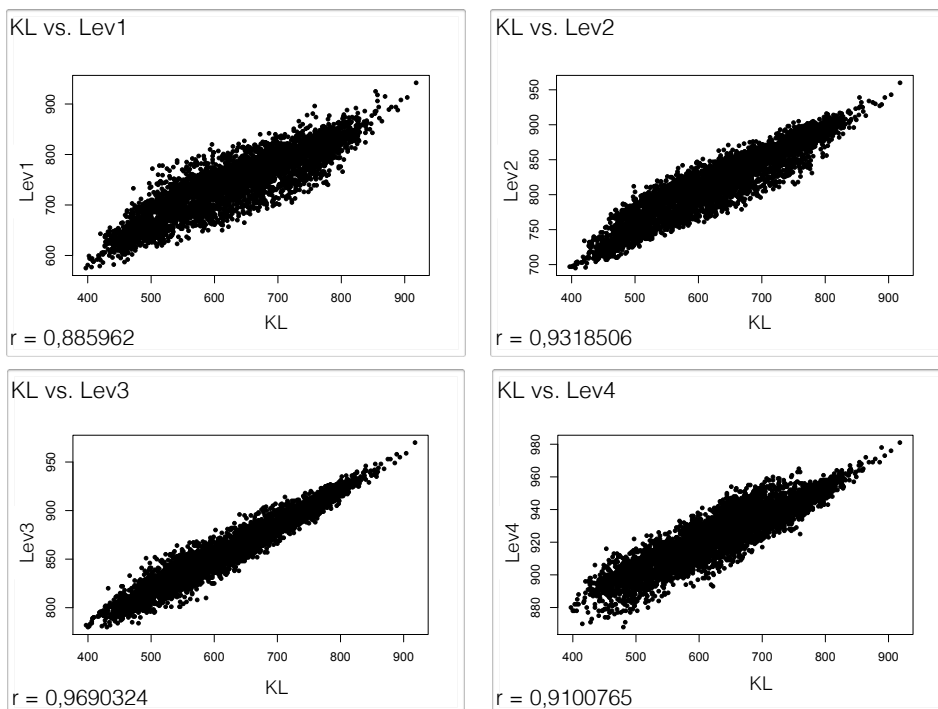 KL vs. Lev1
Lev1
900
800
700
600
400 500 600 700 800 900
KL
r = 0,885962
KL vs. Lev2
Lev2
950
900
850
800
750
700
400 500 600 700 800 900
KL
r = 0,9318506
KL vs. Lev3
Lev3
950
900
850
800
400 500 600 700 800 900
KL
r = 0,9690324
KL vs. Lev4
Lev4
980
960
940
920
900
880
400 500 600 700 800 900
KL
r = 0,9100765